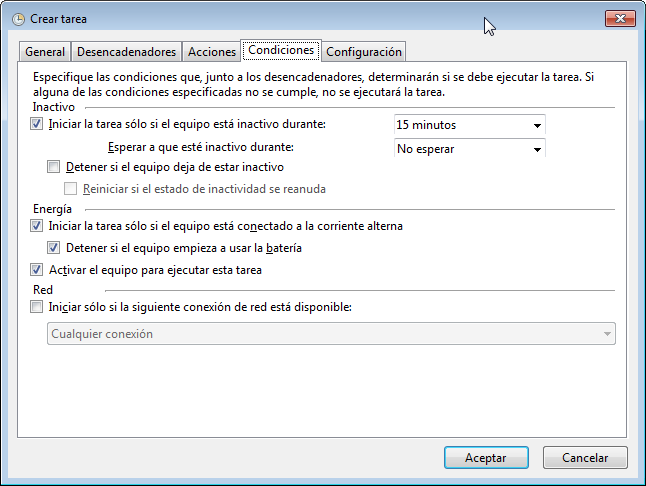 Crear tarea
General Desencadenadores Acciones Condiciones Configuración
Especifique las condiciones que, junto a los desencadenadores, determinarán si se debe ejecutar la tarea. Si
alguna de las condiciones especificadas no se cumple, no se ejecutará la tarea.
Inactivo
Iniciar la tarea sólo si el equipo está inactivo durante: 15 minutos
Esperar a que esté inactivo durante: No esperar
Detener si el equipo deja de estar inactivo
Reiniciar si el estado de inactividad se reanuda
Energía
Iniciar la tarea sólo si el equipo está conectado a la corriente alterna
Detener si el equipo empieza a usar la batería
Activar el equipo para ejecutar esta tarea
Red
Iniciar sólo si la siguiente conexión de red está disponible:
Cualquier conexión
Aceptar Cancelar